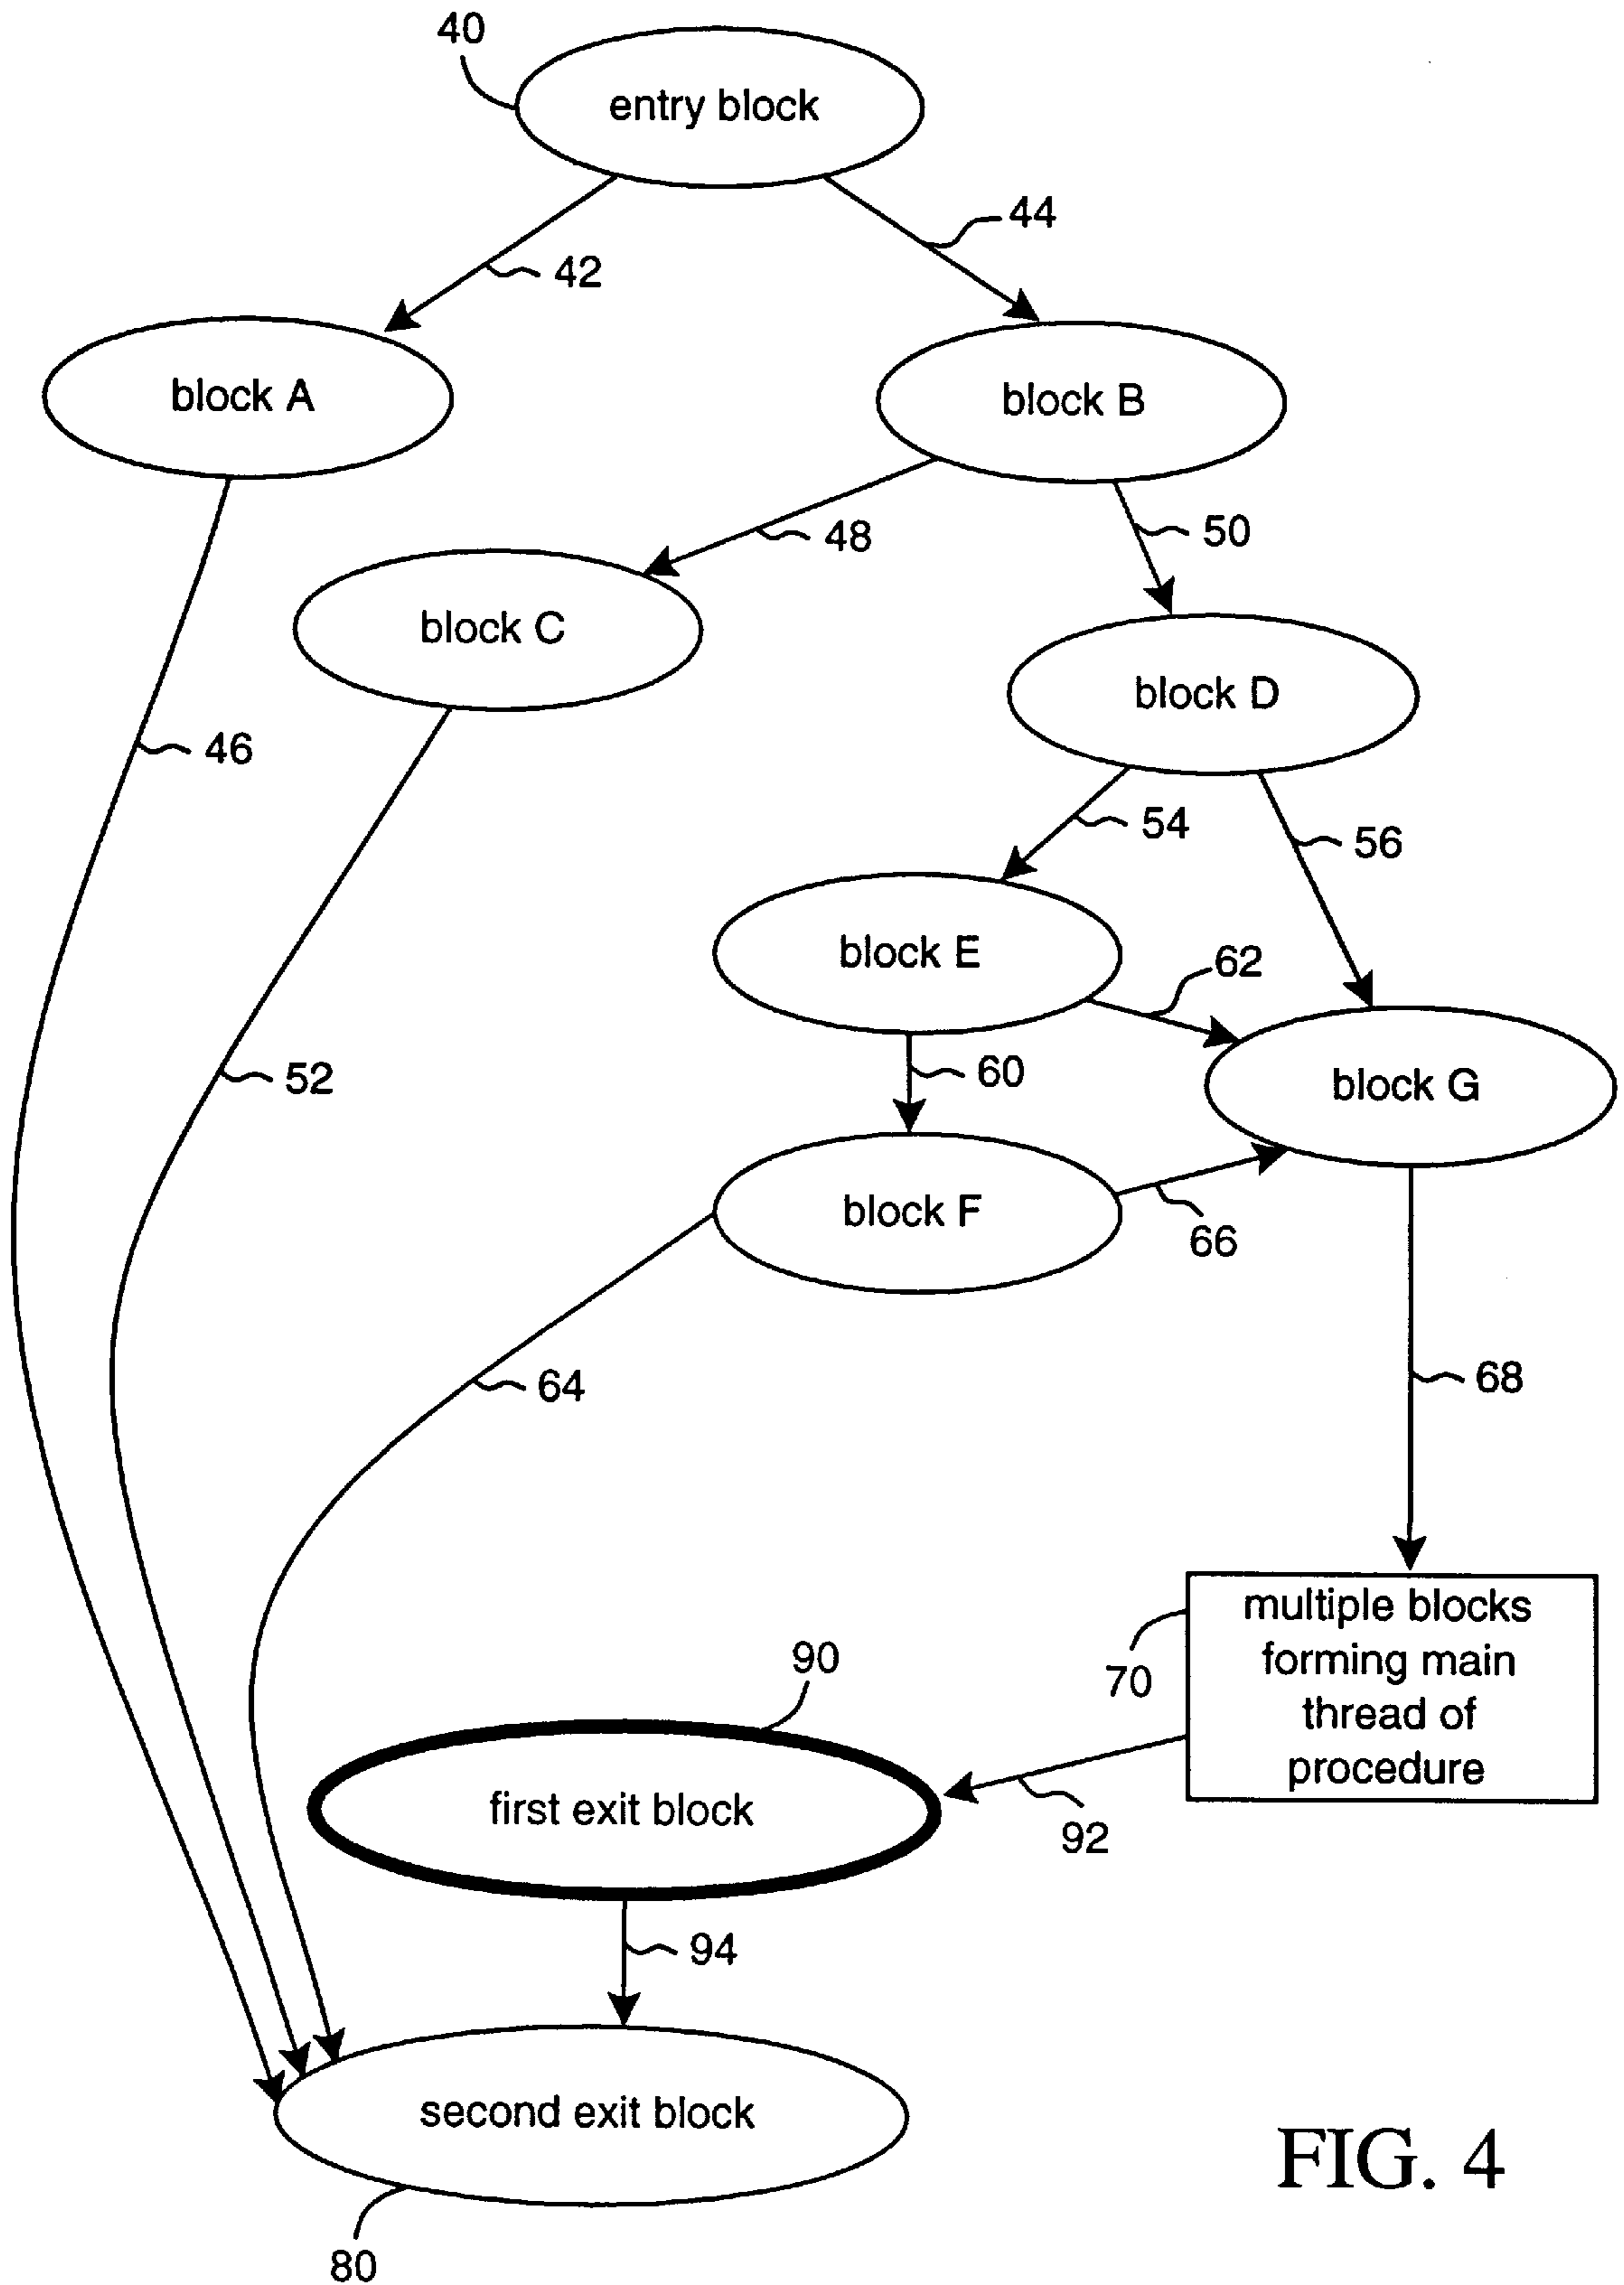 40
entry block
44
42
block A
block B
48
50
block C
block D
46
54
56
block E
62
52
60
block G
block F
66
64
68
multiple blocks
forming main
thread of
procedure
90
70
first exit block
92
94
second exit block
FIG. 4
80